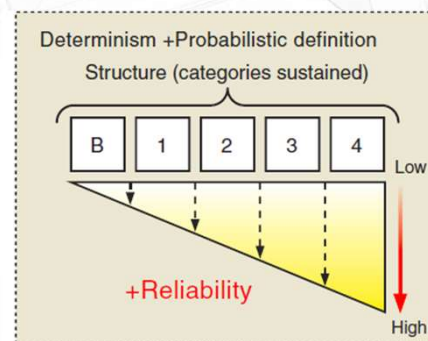 Determinism +Probabilistic definition
Structure (categories sustained)
B 1 2 3 4
Low
+Reliability
High